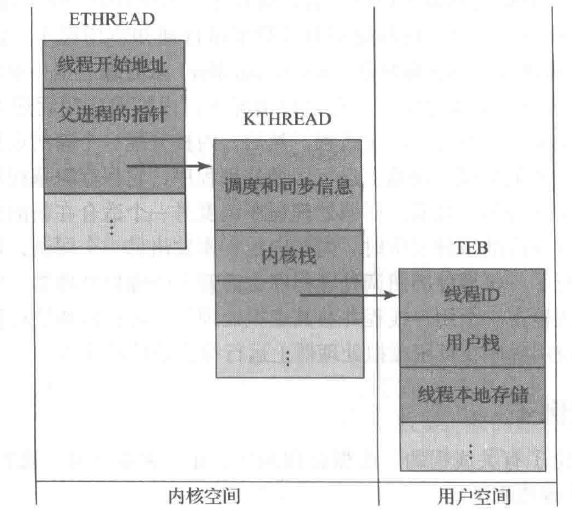 ETHREAD
线程开始地址
父进程的指针
⋮
KTHREAD
调度和同步信息
内核栈
⋮
TEB
线程ID
用户栈
线程本地存储
⋮
内核空间
用户空间